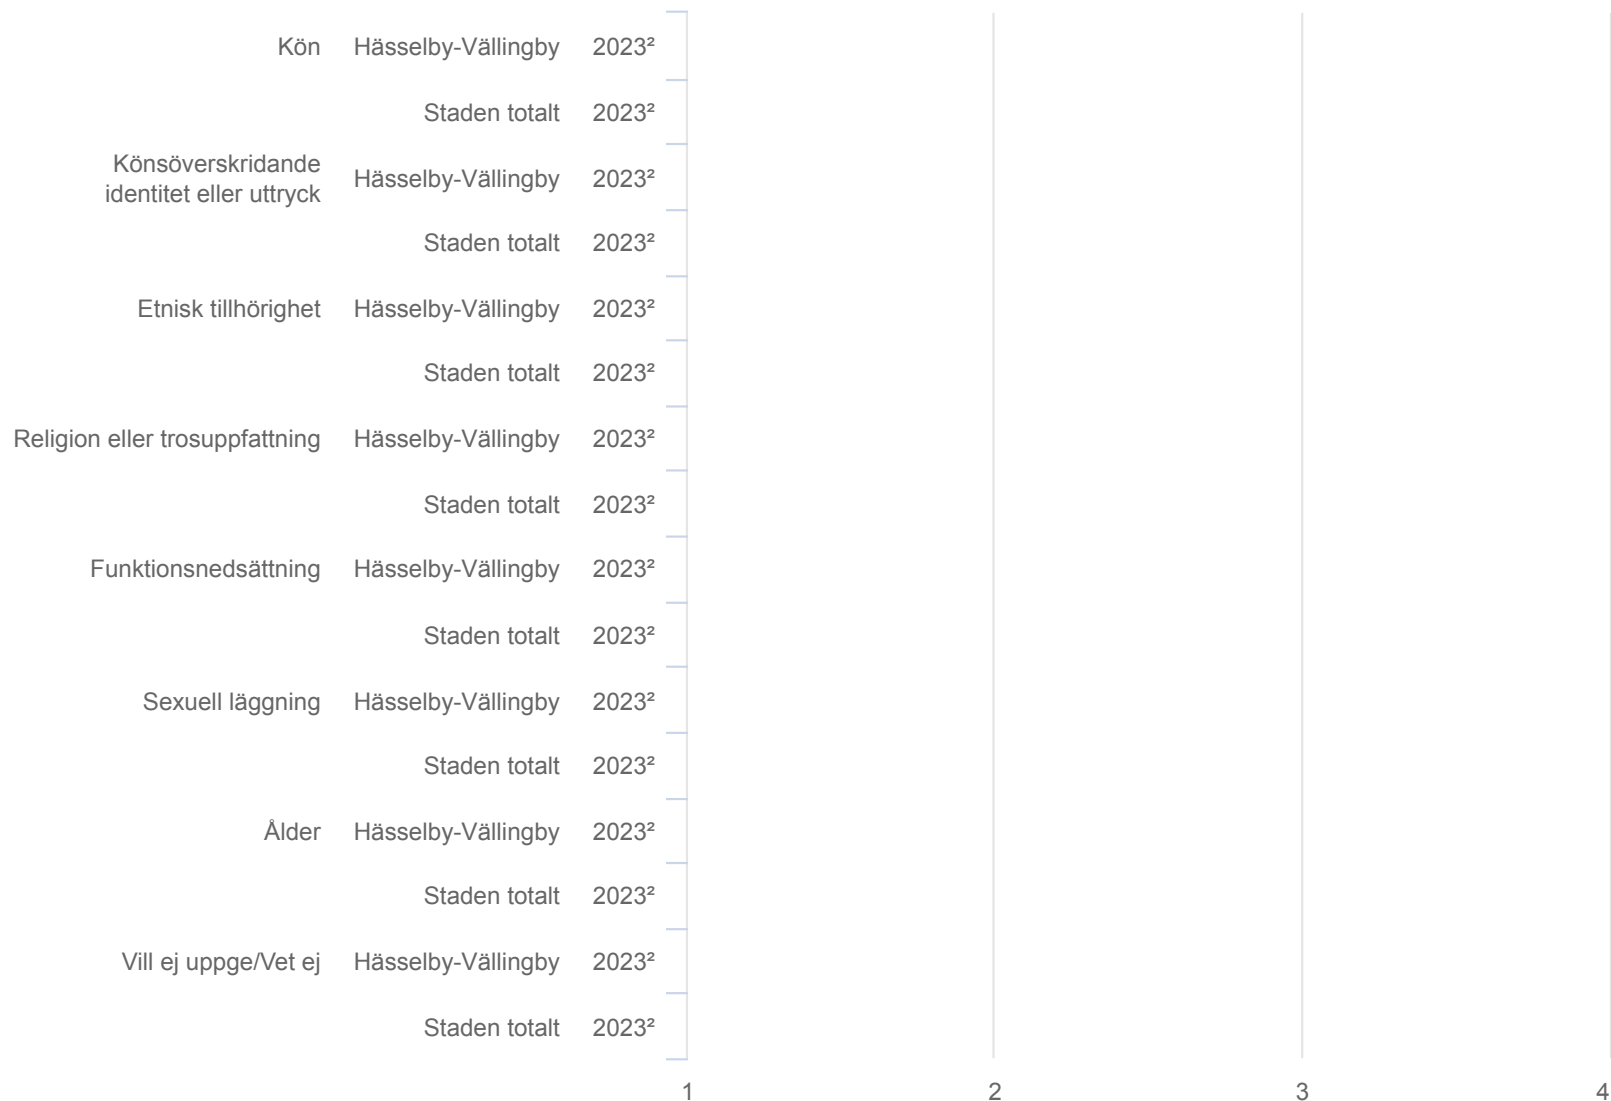 Kön Hässelby-Vällingby 2023²
Staden totalt 2023²
Könsöverskridande
identitet eller uttryck Hässelby-Vällingby 2023²
Staden totalt 2023²
Etnisk tillhörighet Hässelby-Vällingby 2023²
Staden totalt 2023²
Religion eller trosuppfattning Hässelby-Vällingby 2023²
Staden totalt 2023²
Funktionsnedsättning Hässelby-Vällingby 2023²
Staden totalt 2023²
Sexuell läggning Hässelby-Vällingby 2023²
Staden totalt 2023²
Ålder Hässelby-Vällingby 2023²
Staden totalt 2023²
Vill ej uppge/Vet ej Hässelby-Vällingby 2023²
Staden totalt 2023²
1 2 3 4